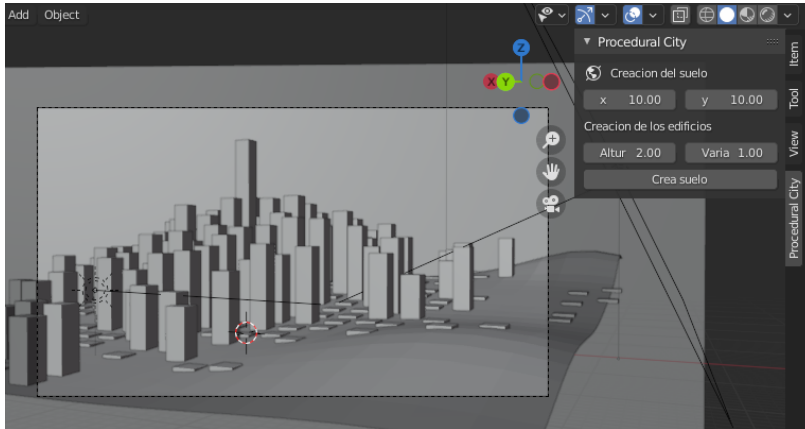 Add Object
Procedural City
Creacion del suelo
x 10.00 y 10.00
Creacion de los edificios
Altur 2.00 Varia 1.00
Crea suelo
Item
Tool
View
Procedural City
Z
X Y